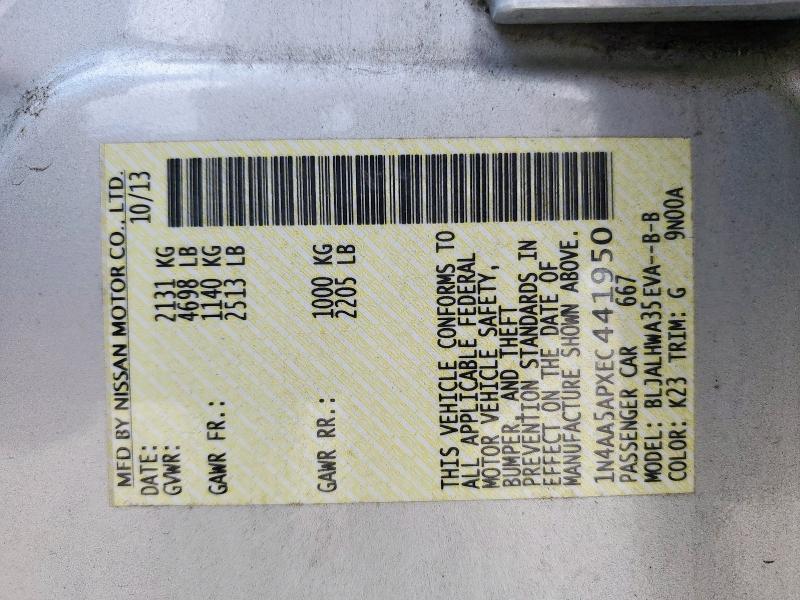 MFD BY NISSAN MOTOR CO., LTD.
DATE: 10/13
GVWR: 2131 KG
4698 LB
GAWR FR.: 1140 KG
2513 LB
GAWR RR.: 1000 KG
2205 LB
THIS VEHICLE CONFORMS TO
ALL APPLICABLE FEDERAL
MOTOR VEHICLE SAFETY,
BUMPER, AND THEFT
PREVENTION STANDARDS IN
EFFECT ON THE DATE OF
MANUFACTURE SHOWN ABOVE.
1N4AA5APXEC441950
PASSENGER CAR 667
MODEL: BLJALHWA35EVA--B-B
COLOR: K23 TRIM: G 9N00A